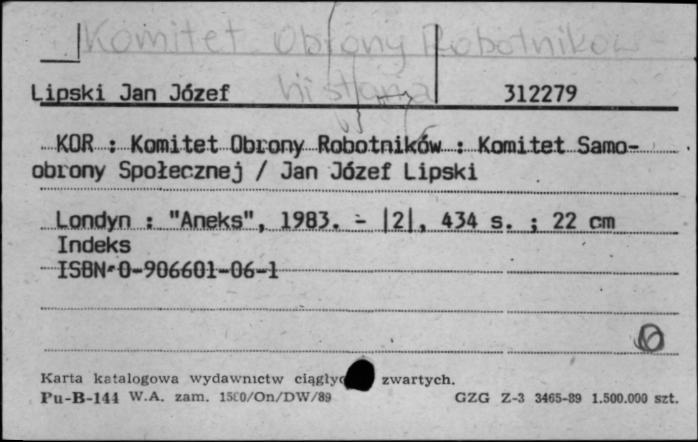 Komitet Obrony Robotników -
historia
Lipski Jan Józef 312279
KOR : Komitet Obrony Robotników : Komitet Samo-
obrony Społecznej / Jan Józef Lipski
Londyn : "Aneks", 1983. - |2|, 434 s. ; 22 cm
Indeks
ISBN 0-906601-06-1
Karta katalogowa wydawnictw zwartych.
Pu-B-144 W.A. zam. 1500/On/DW/89 GZG Z-3 3465-89 1.500.000 szt.